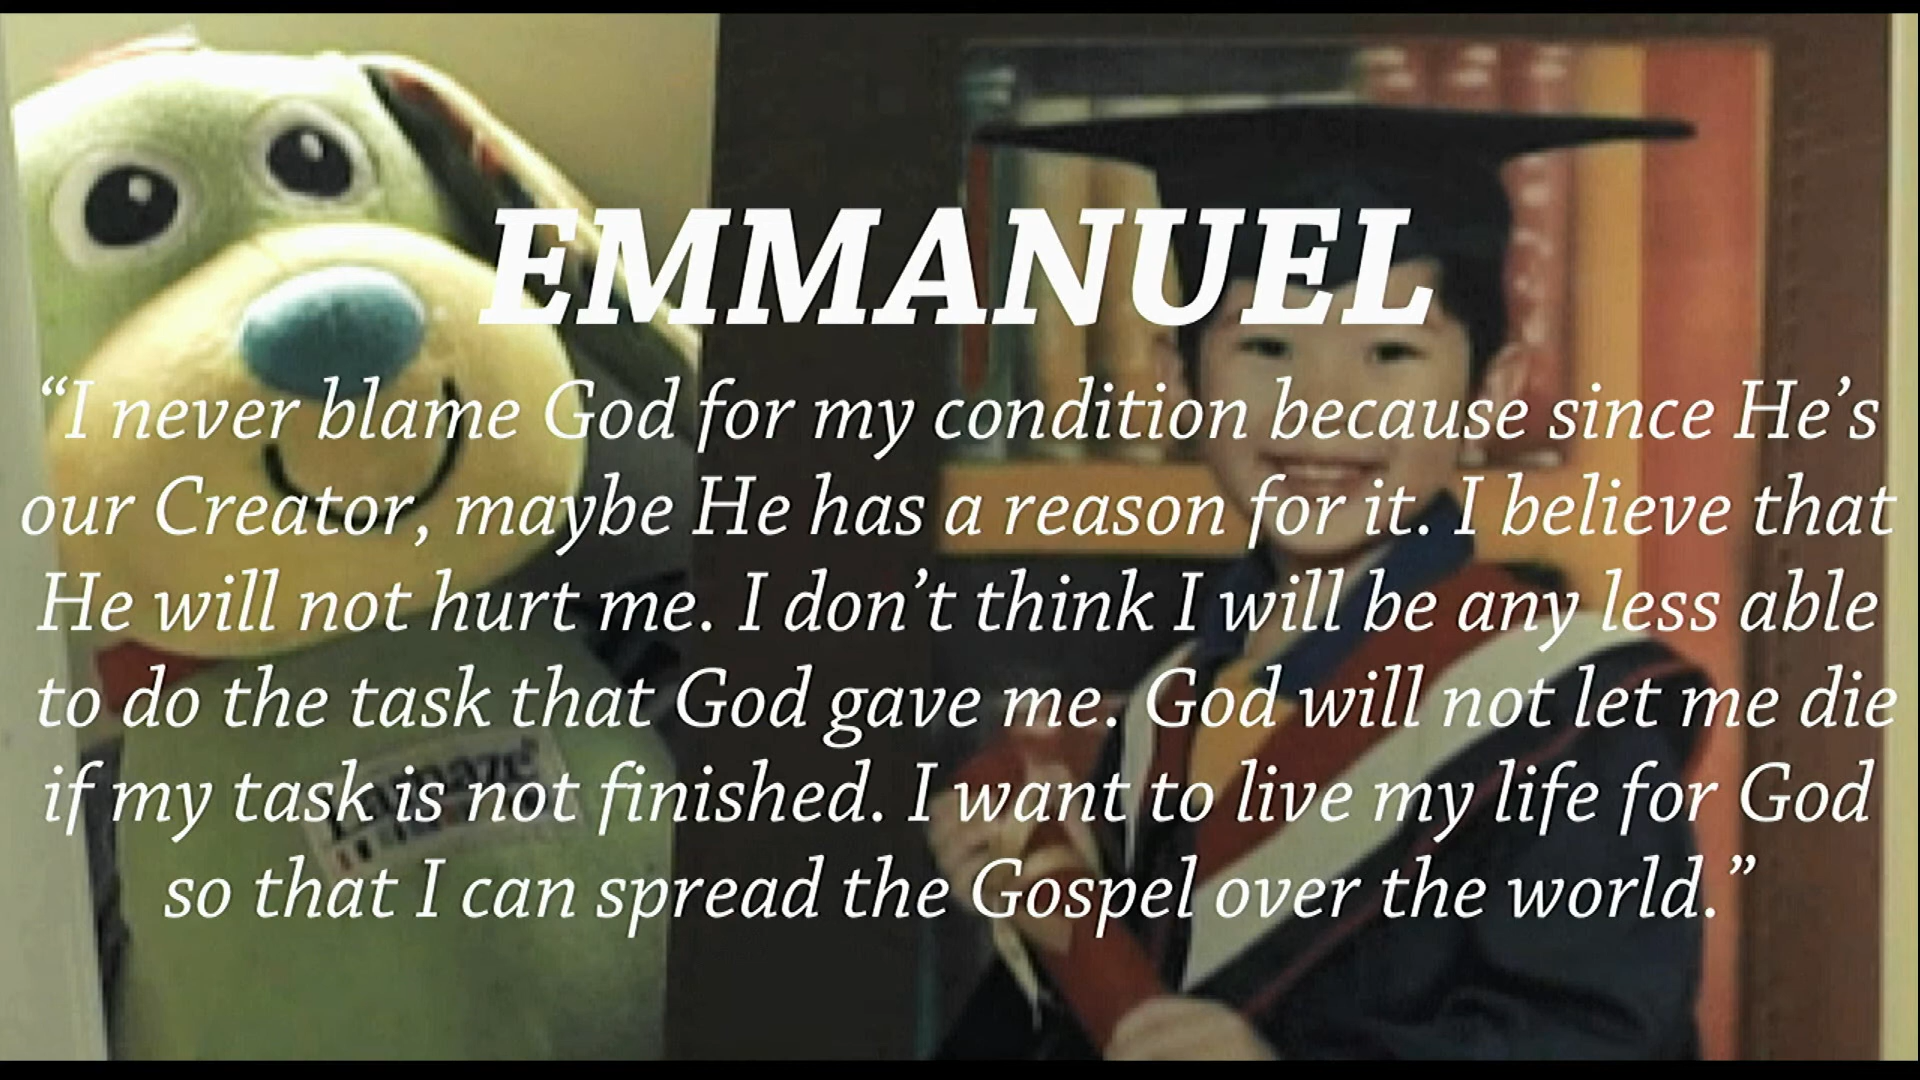 EMMANUEL
“I never blame God for my condition because since He’s
our Creator, maybe He has a reason for it. I believe that
He will not hurt me. I don’t think I will be any less able
to do the task that God gave me. God will not let me die
if my task is not finished. I want to live my life for God
so that I can spread the Gospel over the world.”